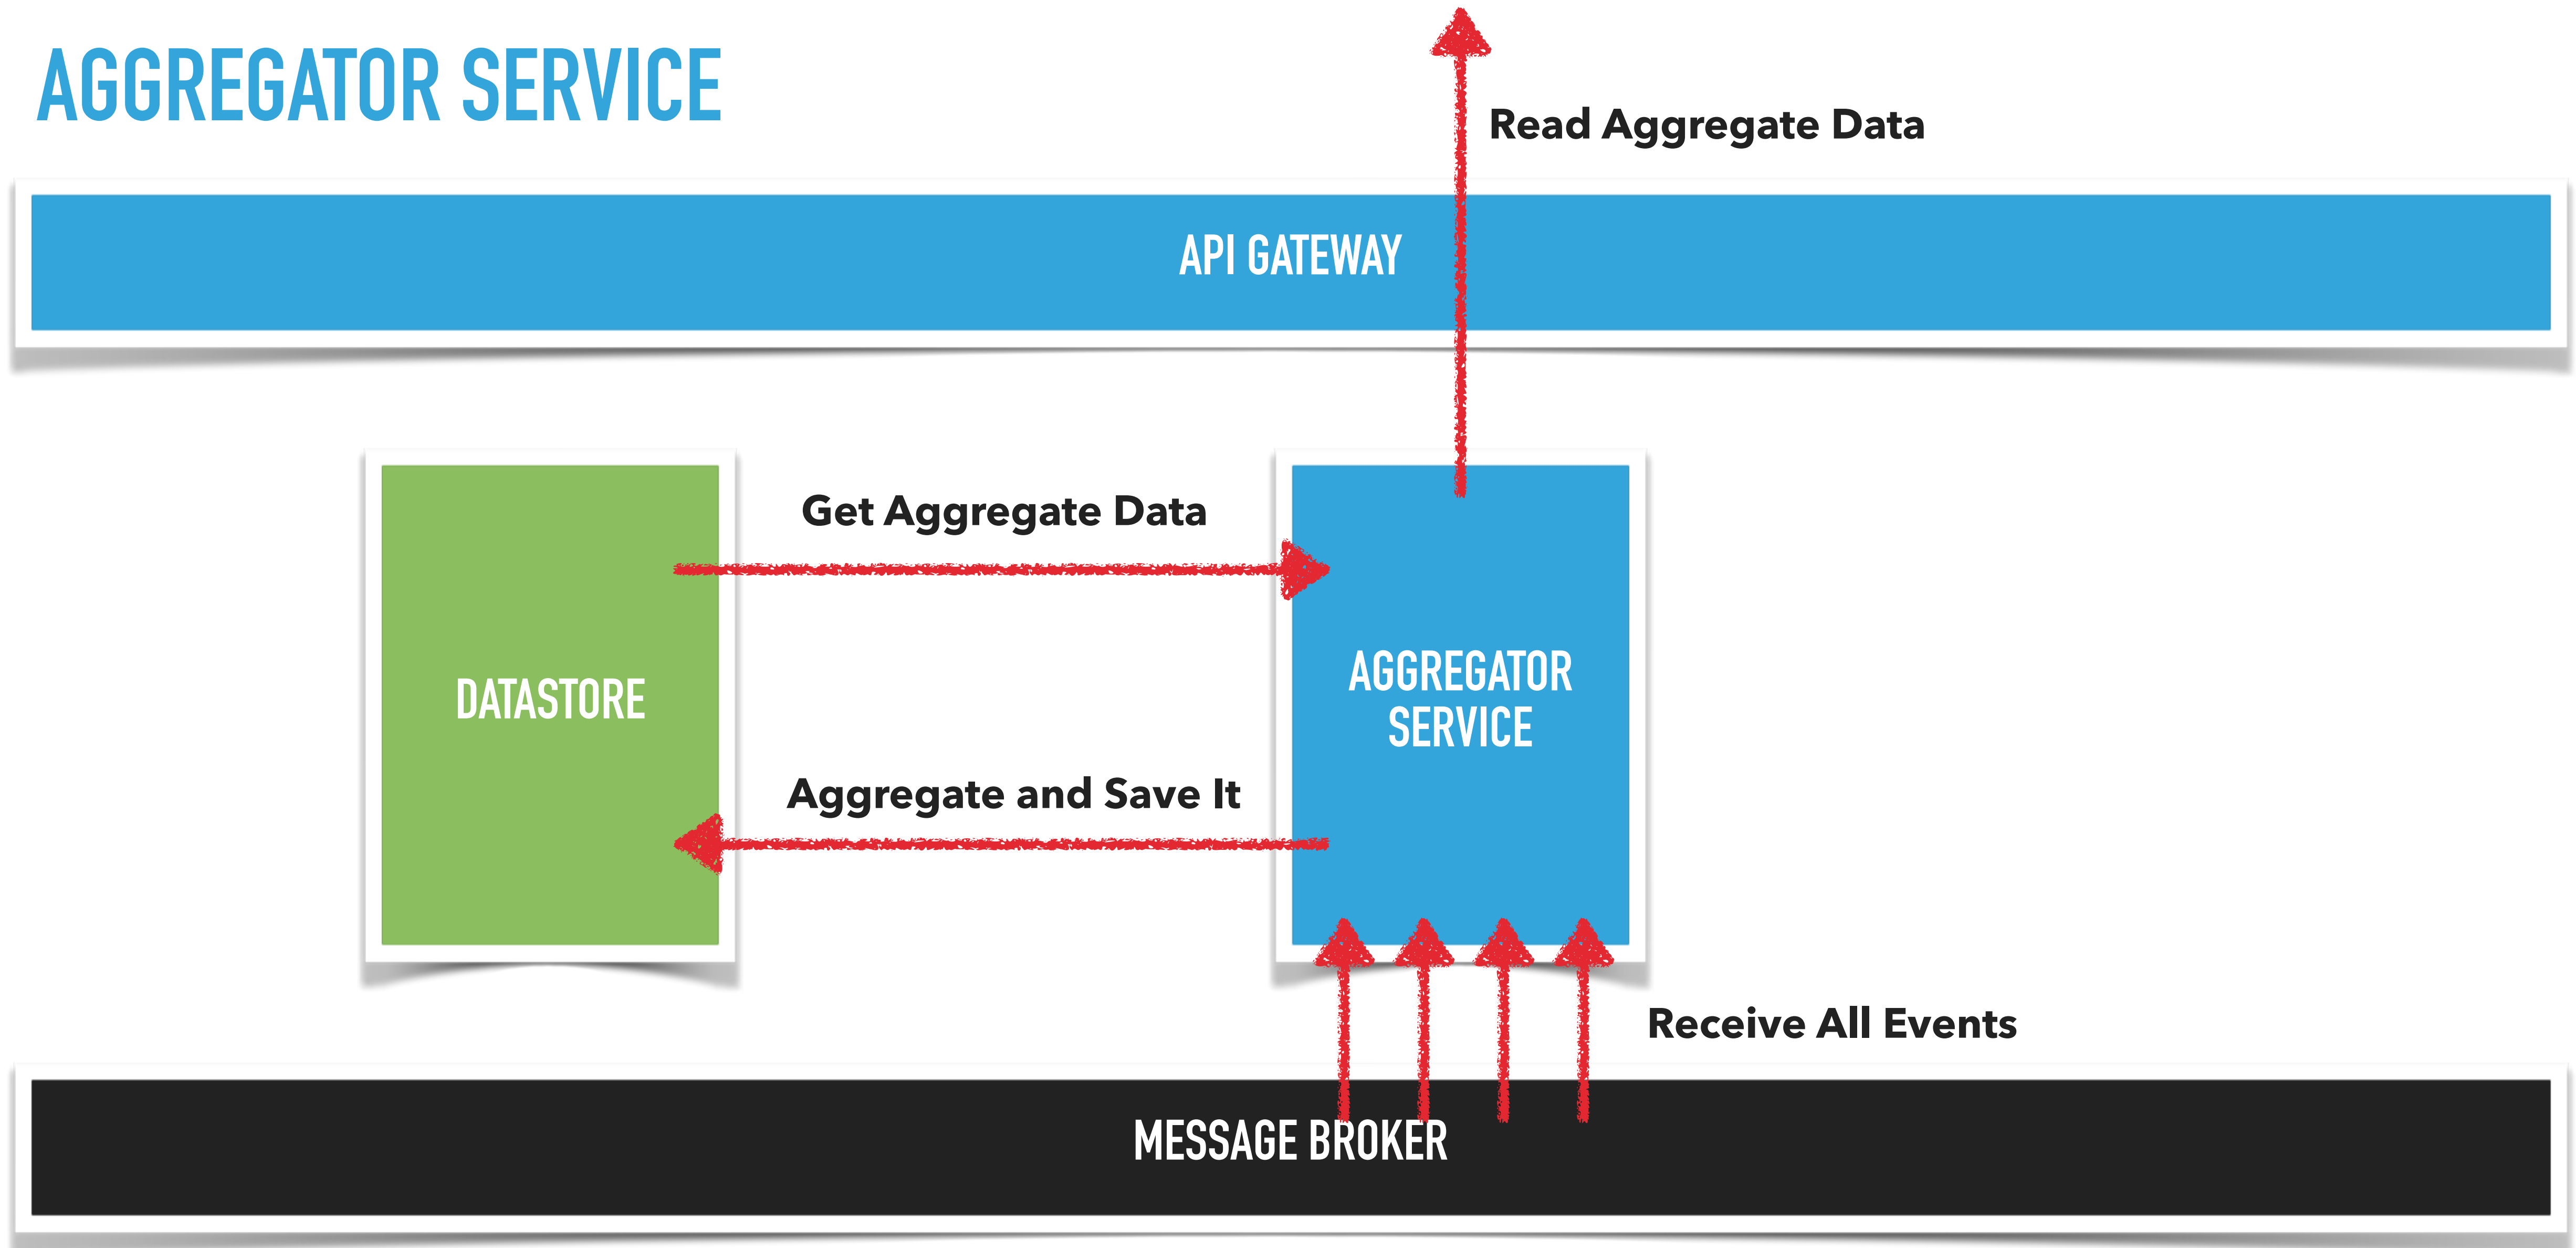 AGGREGATOR SERVICE
Read Aggregate Data
API GATEWAY
Get Aggregate Data
DATASTORE
AGGREGATOR
SERVICE
Aggregate and Save It
Receive All Events
MESSAGE BROKER